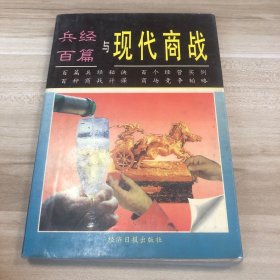 兵经百篇与现代商战
百篇兵经秘诀 百个经营实例
百种商战计谋 商场竞争韬略
经济日报出版社